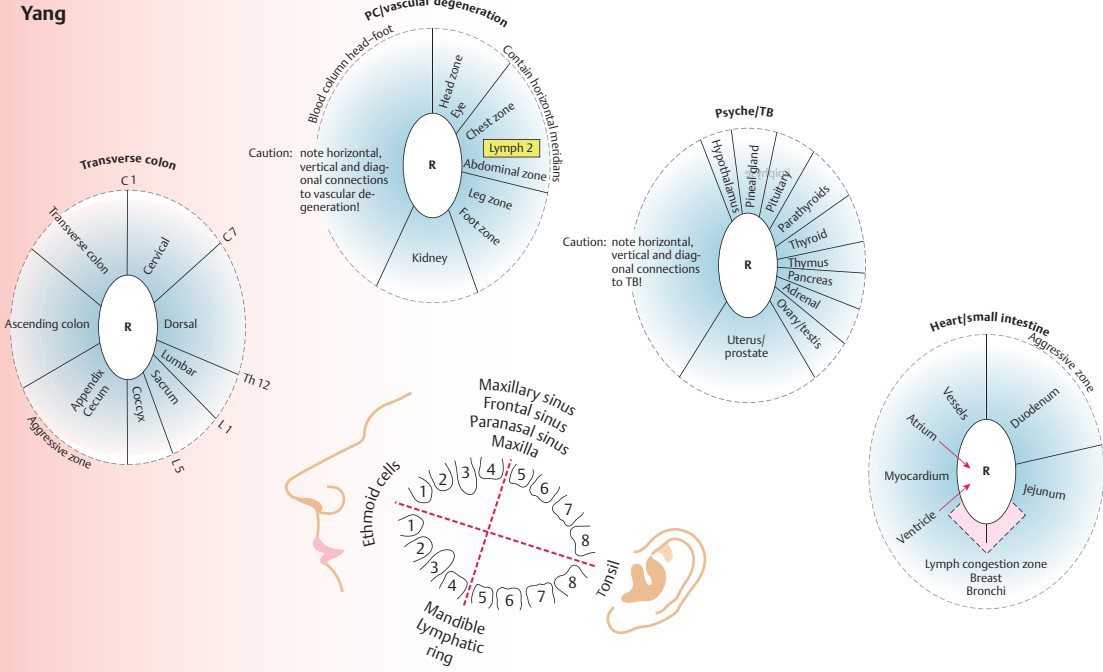 Yang
PC/vascular degeneration
Blood column head–foot
Contain horizontal meridians
Head zone
Eye
Chest zone
Lymph 2
Abdominal zone
Leg zone
Foot zone
Kidney
R
Caution: note horizontal,
vertical and diag-
onal connections
to vascular de-
generation!
Transverse colon
C 1
C 7
Th 12
L 1
L 5
Transverse colon
Cervical
Ascending colon
R
Dorsal
Lumbar
Sacrum
Coccyx
Appendix
Cecum
Aggressive zone
Psyche/TB
Hypothalamus
Pineal gland
Pituitary
Parathyroids
Thyroid
Thymus
Pancreas
Adrenal
Ovary/testis
Uterus/
prostate
R
Caution: note horizontal,
vertical and diag-
onal connections
to TB!
Heart/small intestine
Aggressive zone
Vessels
Duodenum
Atrium
Myocardium
R
Jejunum
Ventricle
Lymph congestion zone
Breast
Bronchi
Maxillary sinus
Frontal sinus
Paranasal sinus
Maxilla
Ethmoid cells
1 2 3 4 5 6 7 8
1 2 3 4 5 6 7 8
Tonsil
Mandible
Lymphatic
ring